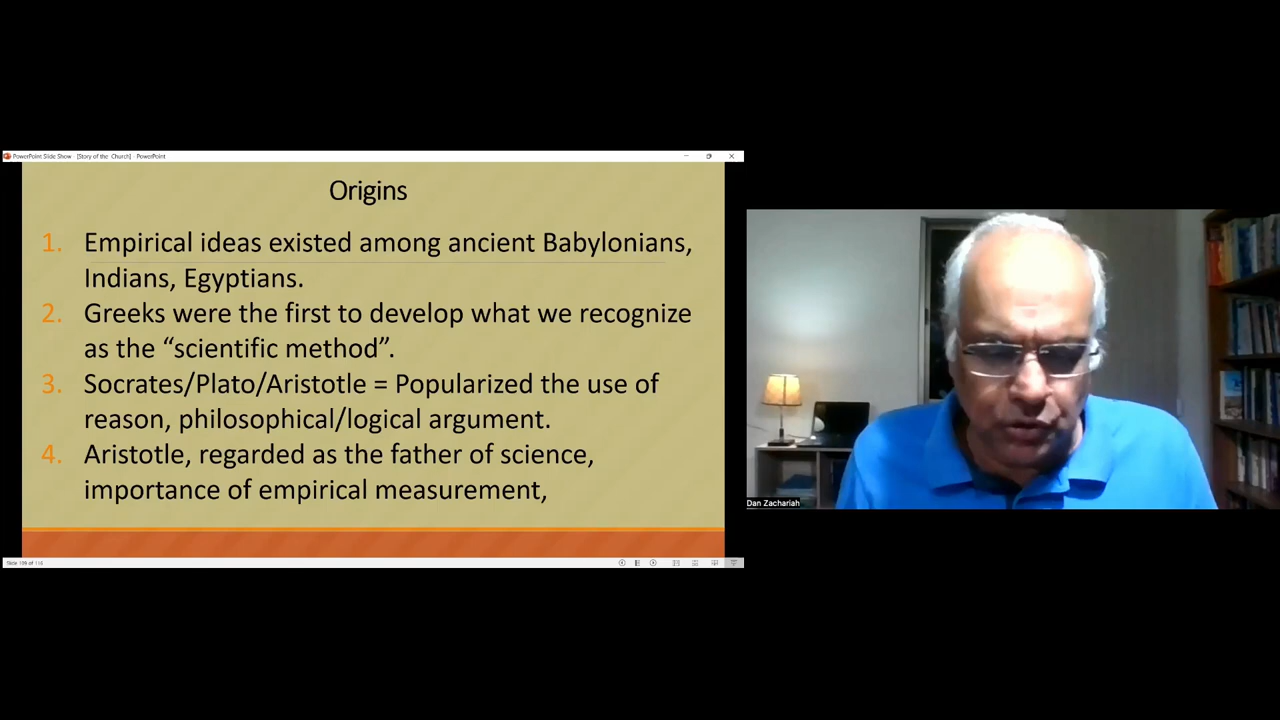 PowerPoint Slide Show - [Story of the Church] - PowerPoint
Origins
1. Empirical ideas existed among ancient Babylonians,
Indians, Egyptians.
2. Greeks were the first to develop what we recognize
as the “scientific method”.
3. Socrates/Plato/Aristotle = Popularized the use of
reason, philosophical/logical argument.
4. Aristotle, regarded as the father of science,
importance of empirical measurement,
Dan Zachariah